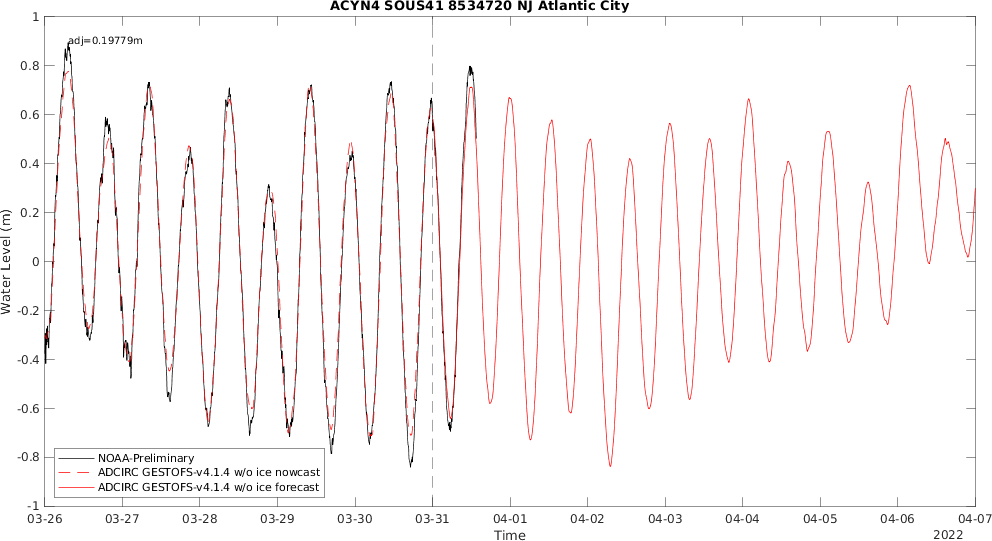 ACYN4 SOUS41 8534720 NJ Atlantic City
adj=0.19779m
Water Level (m)
1
0.8
0.6
0.4
0.2
0
-0.2
-0.4
-0.6
-0.8
-1
NOAA-Preliminary
ADCIRC GESTOFS-v4.1.4 w/o ice nowcast
ADCIRC GESTOFS-v4.1.4 w/o ice forecast
03-26 03-27 03-28 03-29 03-30 03-31 04-01 04-02 04-03 04-04 04-05 04-06 04-07
Time
2022